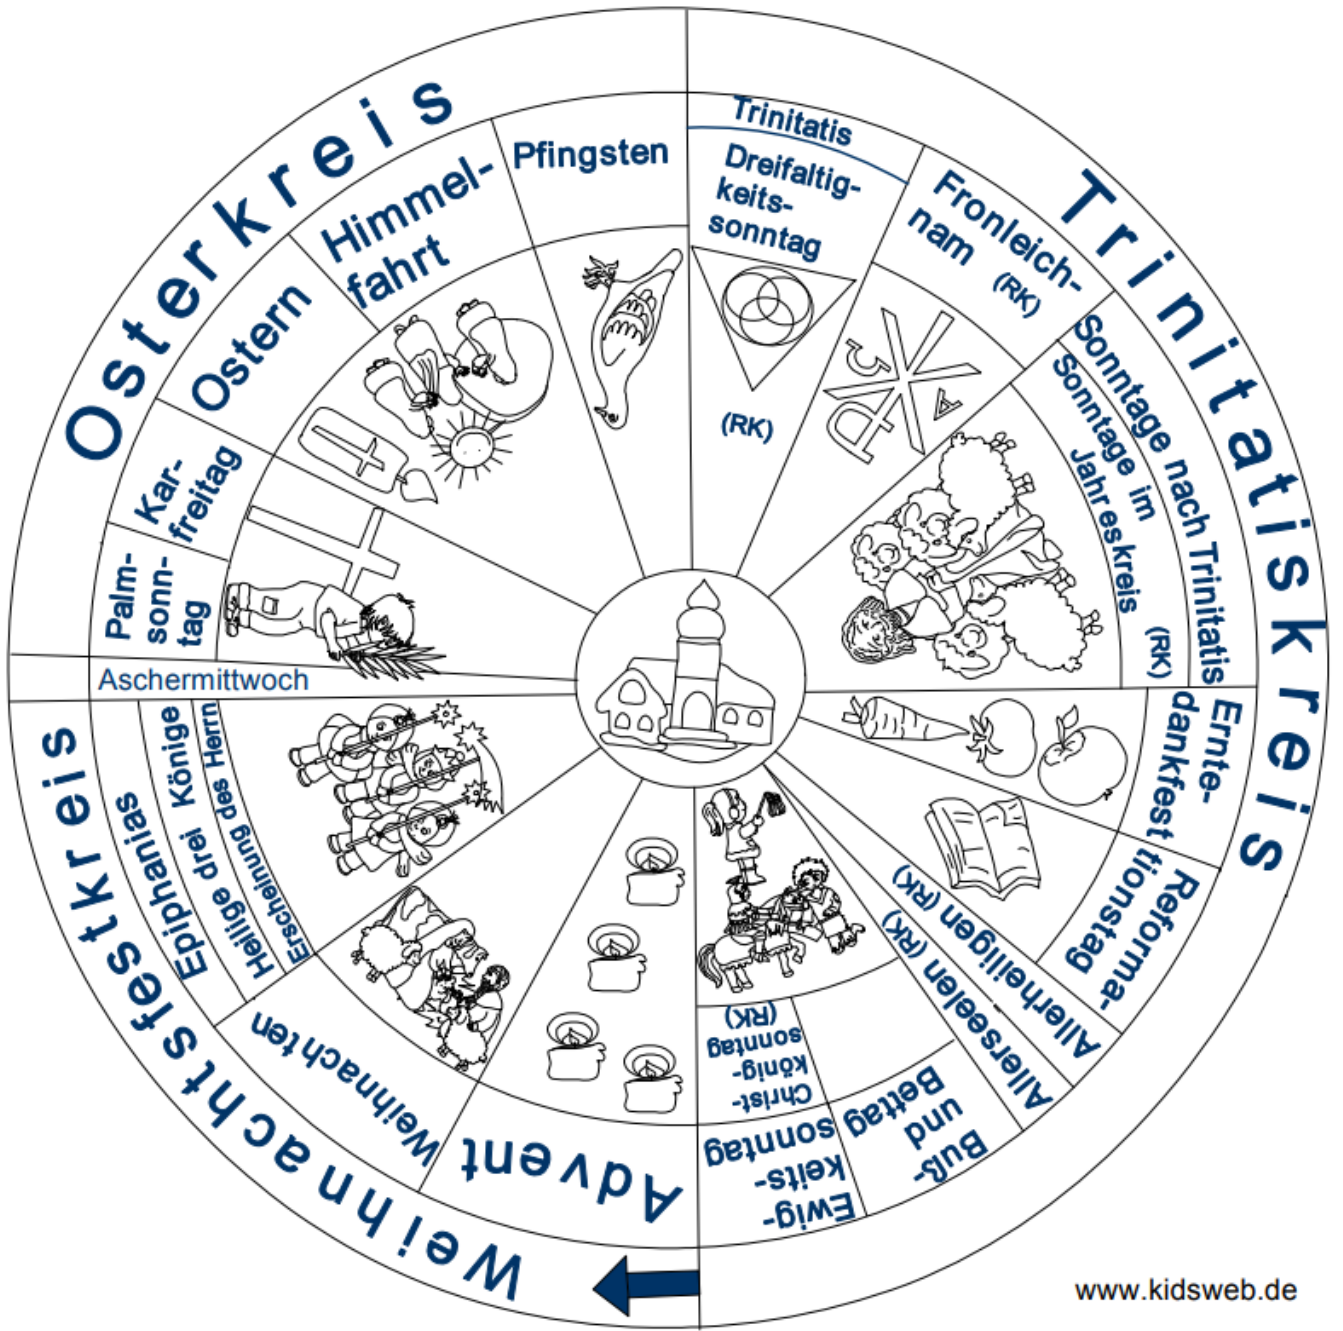 Osterkreis
Palm-
sonn-
tag
Kar-
freitag
Ostern
Himmel-
fahrt
Pfingsten
Trinitatiskreis
Trinitatis
Dreifaltig-
keits-
sonntag
(RK)
Fronleich-
nam (RK)
Sonntage nach Trinitatis
Sonntage im
Jahreskreis
(RK)
Ernte-
dankfest
Reforma-
tionstag
Allerheiligen (RK)
Allerseelen (RK)
Buß-
und
Bettag
Ewig-
keits-
sonntag
Christ-
könig-
sonntag
(RK)
Weihnachtsfestkreis
Advent
Weihnachten
Epiphanias
Heilige drei Könige
Erscheinung des Herrn
Aschermittwoch
www.kidsweb.de